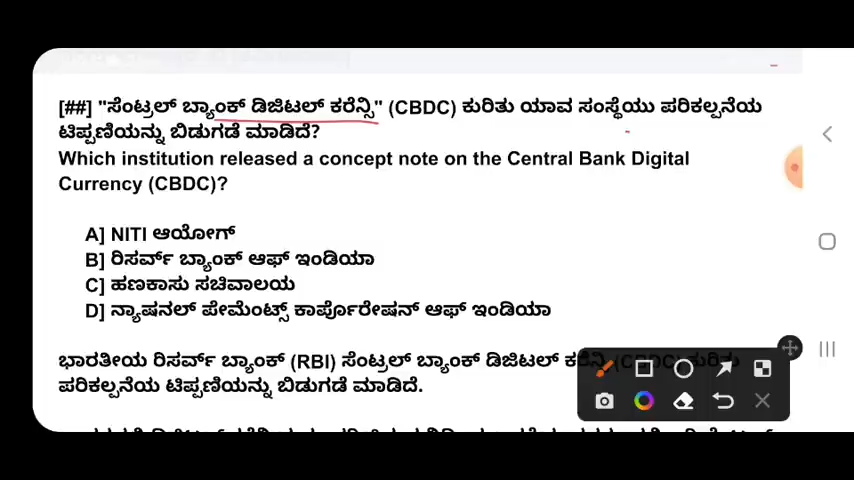 [##] "ಸೆಂಟ್ರಲ್ ಬ್ಯಾಂಕ್ ಡಿಜಿಟಲ್ ಕರೆನ್ಸಿ" (CBDC) ಕುರಿತು ಯಾವ ಸಂಸ್ಥೆಯು ಪರಿಕಲ್ಪನೆಯ
ಟಿಪ್ಪಣಿಯನ್ನು ಬಿಡುಗಡೆ ಮಾಡಿದೆ?
Which institution released a concept note on the Central Bank Digital
Currency (CBDC)?
A] NITI ಆಯೋಗ್
B] ರಿಸರ್ವ್ ಬ್ಯಾಂಕ್ ಆಫ್ ಇಂಡಿಯಾ
C] ಹಣಕಾಸು ಸಚಿವಾಲಯ
D] ನ್ಯಾಷನಲ್ ಪೇಮೆಂಟ್ಸ್ ಕಾರ್ಪೊರೇಷನ್ ಆಫ್ ಇಂಡಿಯಾ
ಭಾರತೀಯ ರಿಸರ್ವ್ ಬ್ಯಾಂಕ್ (RBI) ಸೆಂಟ್ರಲ್ ಬ್ಯಾಂಕ್ ಡಿಜಿಟಲ್ ಕರೆನ್ಸಿ (CBDC) ಕುರಿತು
ಪರಿಕಲ್ಪನೆಯ ಟಿಪ್ಪಣಿಯನ್ನು ಬಿಡುಗಡೆ ಮಾಡಿದೆ.